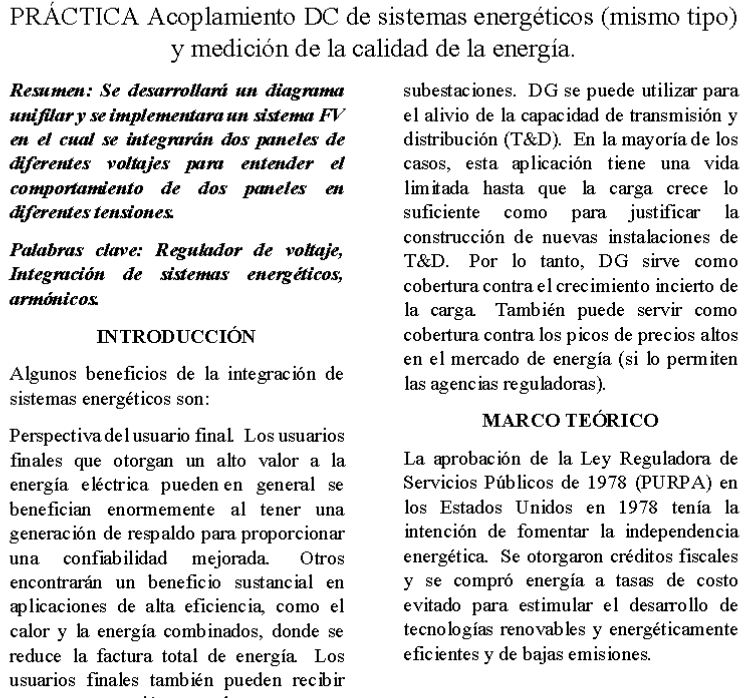 PRÁCTICA Acoplamiento DC de sistemas energéticos (mismo tipo)
y medición de la calidad de la energía.
Resumen: Se desarrollará un diagrama
unifilar y se implementara un sistema FV
en el cual se integrarán dos paneles de
diferentes voltajes para entender el
comportamiento de dos paneles en
diferentes tensiones.
Palabras clave: Regulador de voltaje,
Integración de sistemas energéticos,
armónicos.
INTRODUCCIÓN
Algunos beneficios de la integración de
sistemas energéticos son:
Perspectiva del usuario final. Los usuarios
finales que otorgan un alto valor a la
energía eléctrica pueden en general se
benefician enormemente al tener una
generación de respaldo para proporcionar
una confiabilidad mejorada. Otros
encontrarán un beneficio sustancial en
aplicaciones de alta eficiencia, como el
calor y la energía combinados, donde se
reduce la factura total de energía. Los
usuarios finales también pueden recibir
subestaciones. DG se puede utilizar para
el alivio de la capacidad de transmisión y
distribución (T&D). En la mayoría de los
casos, esta aplicación tiene una vida
limitada hasta que la carga crece lo
suficiente como para justificar la
construcción de nuevas instalaciones de
T&D. Por lo tanto, DG sirve como
cobertura contra el crecimiento incierto de
la carga. También puede servir como
cobertura contra los picos de precios altos
en el mercado de energía (si lo permiten
las agencias reguladoras).
MARCO TEÓRICO
La aprobación de la Ley Reguladora de
Servicios Públicos de 1978 (PURPA) en
los Estados Unidos en 1978 tenía la
intención de fomentar la independencia
energética. Se otorgaron créditos fiscales
y se compró energía a tasas de costo
evitado para estimular el desarrollo de
tecnologías renovables y energéticamente
eficientes y de bajas emisiones.